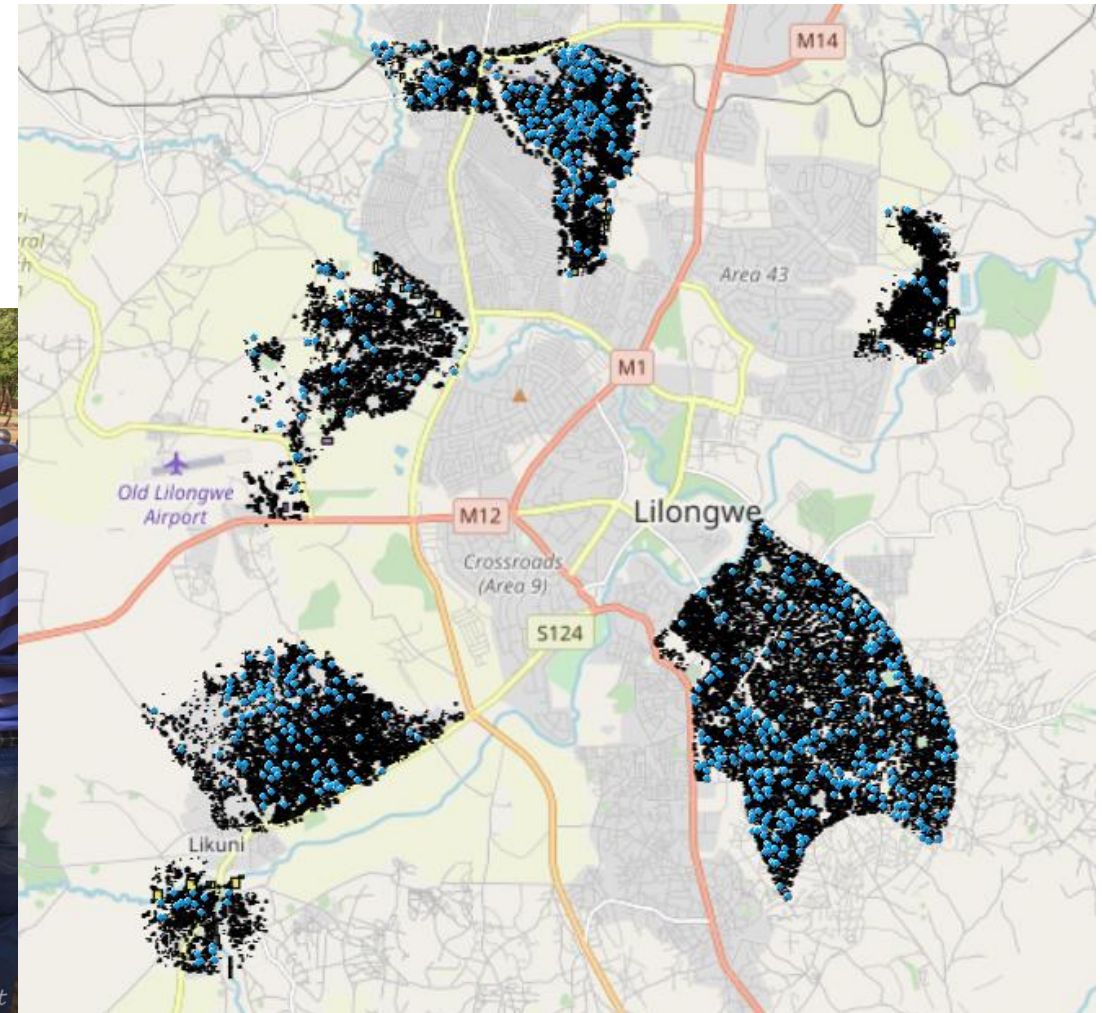 M14
Area 43
M1
Old Lilongwe
Airport
M12
Lilongwe
Crossroads
(Area 9)
S124
Likuni